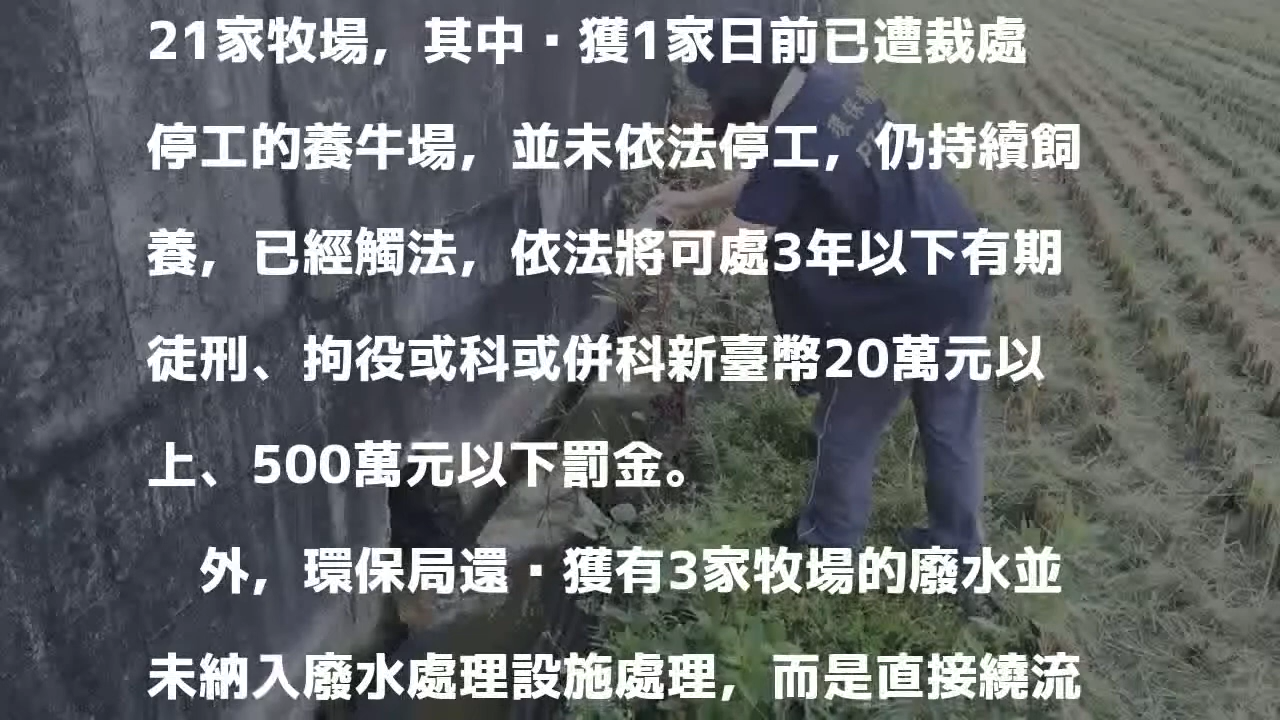 21家牧場，其中▪獲1家日前已遭裁處
停工的養牛場，並未依法停工，仍持續飼
養，已經觸法，依法將可處3年以下有期
徒刑、拘役或科或併科新臺幣20萬元以
上、500萬元以下罰金。
外，環保局還▪獲有3家牧場的廢水並
未納入廢水處理設施處理，而是直接繞流
環保